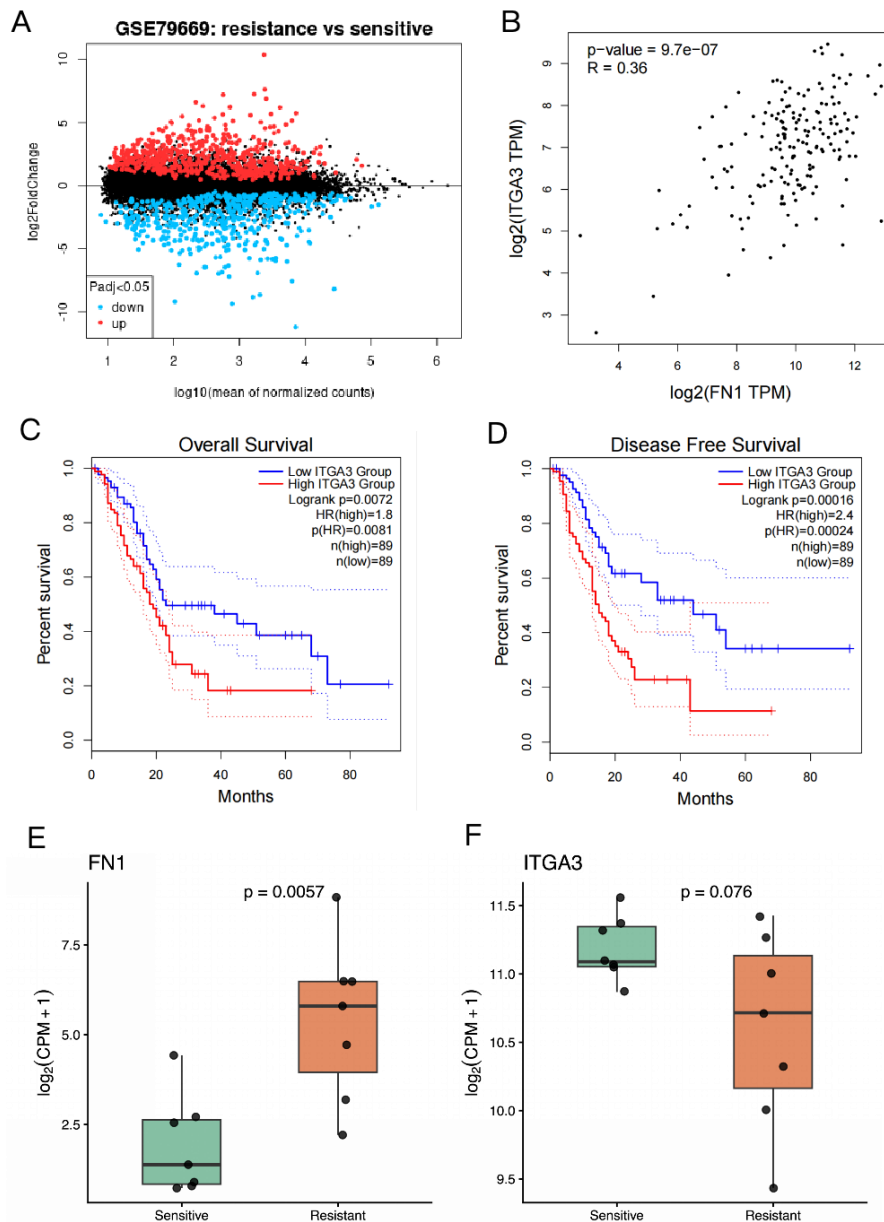 A
GSE79669: resistance vs sensitive
log2FoldChange
10
5
0
-5
-10
Padj<0.05
down
up
1
2
3
4
5
6
log10(mean of normalized counts)
B
p-value = 9.7e-07
R = 0.36
log2(ITGA3 TPM)
9
8
7
6
5
4
3
4
6
8
10
12
log2(FN1 TPM)
C
Overall Survival
Low ITGA3 Group
High ITGA3 Group
Logrank p=0.0072
HR(high)=1.8
p(HR)=0.0081
n(high)=89
n(low)=89
Percent survival
1.0
0.8
0.6
0.4
0.2
0.0
0
20
40
60
80
Months
D
Disease Free Survival
Low ITGA3 Group
High ITGA3 Group
Logrank p=0.00016
HR(high)=2.4
p(HR)=0.00024
n(high)=89
n(low)=89
Percent survival
1.0
0.8
0.6
0.4
0.2
0.0
0
20
40
60
80
Months
E
FN1
p = 0.0057
log₂(CPM + 1)
7.5
5.0
2.5
Sensitive
Resistant
F
ITGA3
p = 0.076
log₂(CPM + 1)
11.5
11.0
10.5
10.0
9.5
Sensitive
Resistant